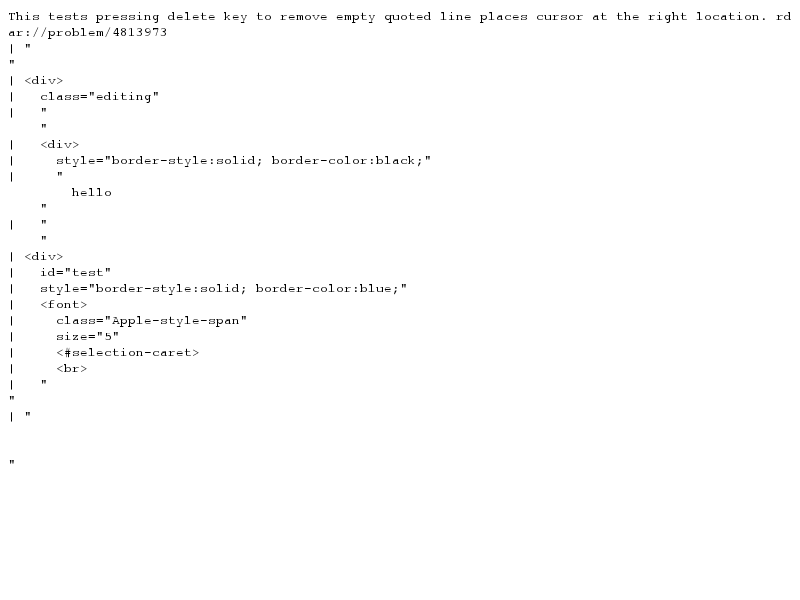 This tests pressing delete key to remove empty quoted line places cursor at the right location. rd
ar://problem/4813973
| "
"
| <div>
|   class="editing"
|   "
    "
|   <div>
|     style="border-style:solid; border-color:black;"
|     "
        hello
    "
|   "
    "
| <div>
|   id="test"
|   style="border-style:solid; border-color:blue;"
|   <font>
|     class="Apple-style-span"
|     size="5"
|     <#selection-caret>
|     <br>
|   "
"
| "
"